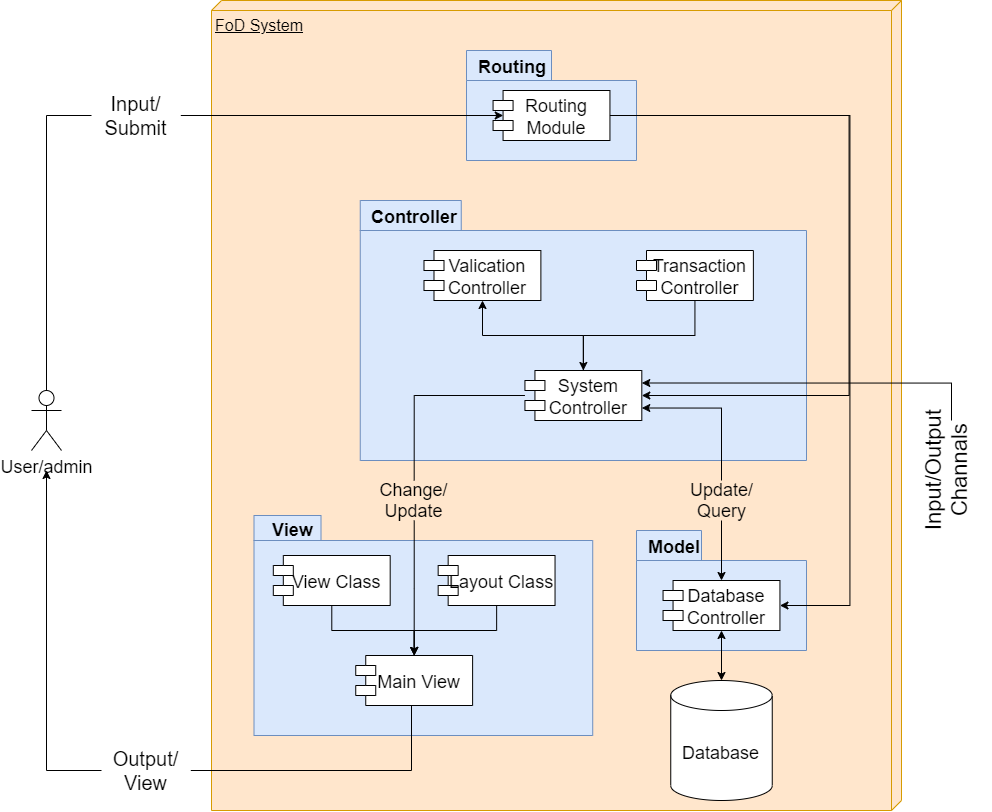 FoD System
Routing
Routing
Module
Input/
Submit
Controller
Valication
Controller
Transaction
Controller
System
Controller
User/admin
Input/Output
Channals
Change/
Update
Update/
Query
View
View Class
Layout Class
Main View
Model
Database
Controller
Database
Output/
View